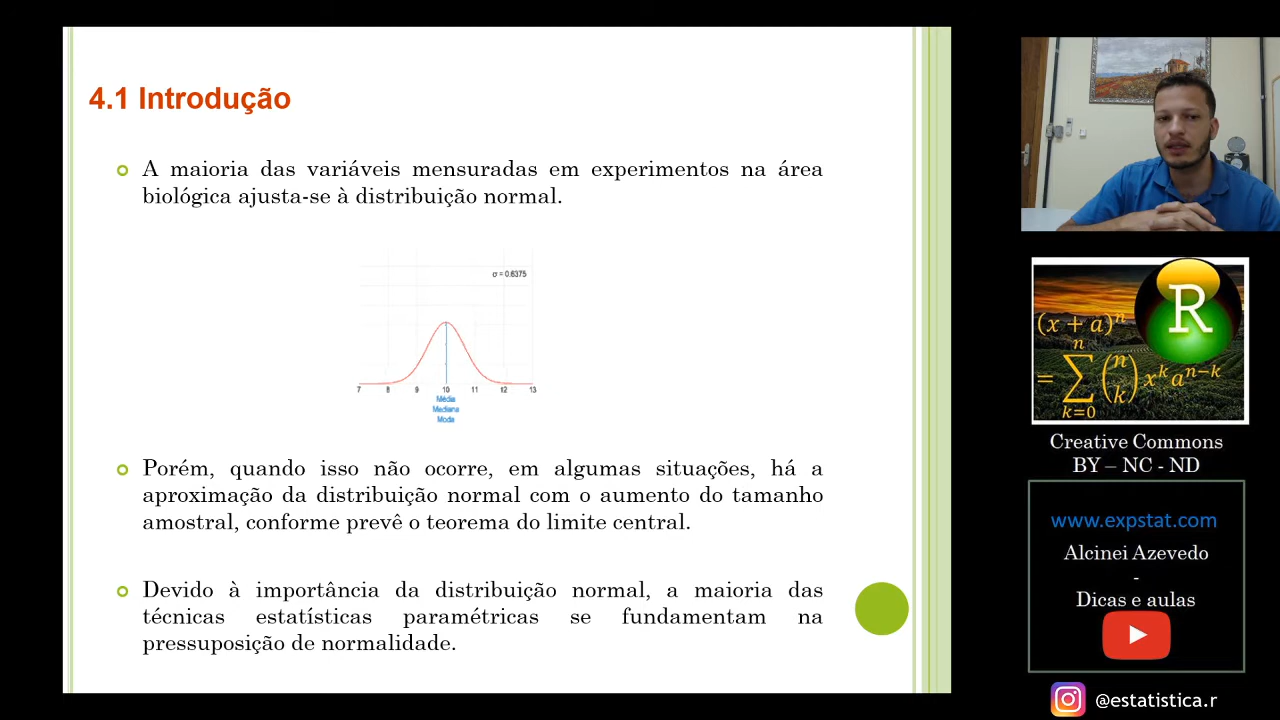 4.1 Introdução
A maioria das variáveis mensuradas em experimentos na área
biológica ajusta-se à distribuição normal.
σ = 0.6375
7 8 9 10 11 12 13
Média
Mediana
Moda
Porém, quando isso não ocorre, em algumas situações, há a
aproximação da distribuição normal com o aumento do tamanho
amostral, conforme prevê o teorema do limite central.
Devido à importância da distribuição normal, a maioria das
técnicas estatísticas paramétricas se fundamentam na
pressuposição de normalidade.
R
(x + a)^n
= ∑_{k=0}^{n} (n k) x^k a^{n-k}
Creative Commons
BY – NC - ND
www.expstat.com
Alcinei Azevedo
-
Dicas e aulas
@estatistica.r